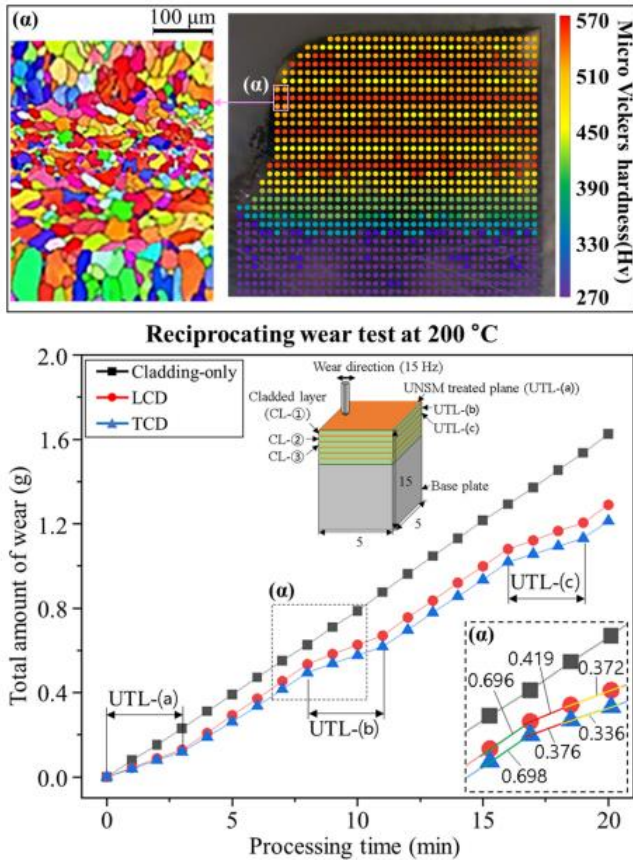 (α)
100 μm
(α)
570
510
450
390
330
270
Micro Vickers hardness(Hv)
Reciprocating wear test at 200 °C
Total amount of wear (g)
2.0
1.6
1.2
0.8
0.4
0.0
Cladding-only
LCD
TCD
Wear direction (15 Hz)
Cladded layer
(CL-①)
CL-②
CL-③
UNSM treated plane (UTL-(a))
UTL-(b)
UTL-(c)
15
Base plate
5
5
(α)
UTL-(a)
UTL-(b)
UTL-(c)
(α)
0.696
0.419
0.372
0.698
0.376
0.336
0
5
10
15
20
Processing time (min)